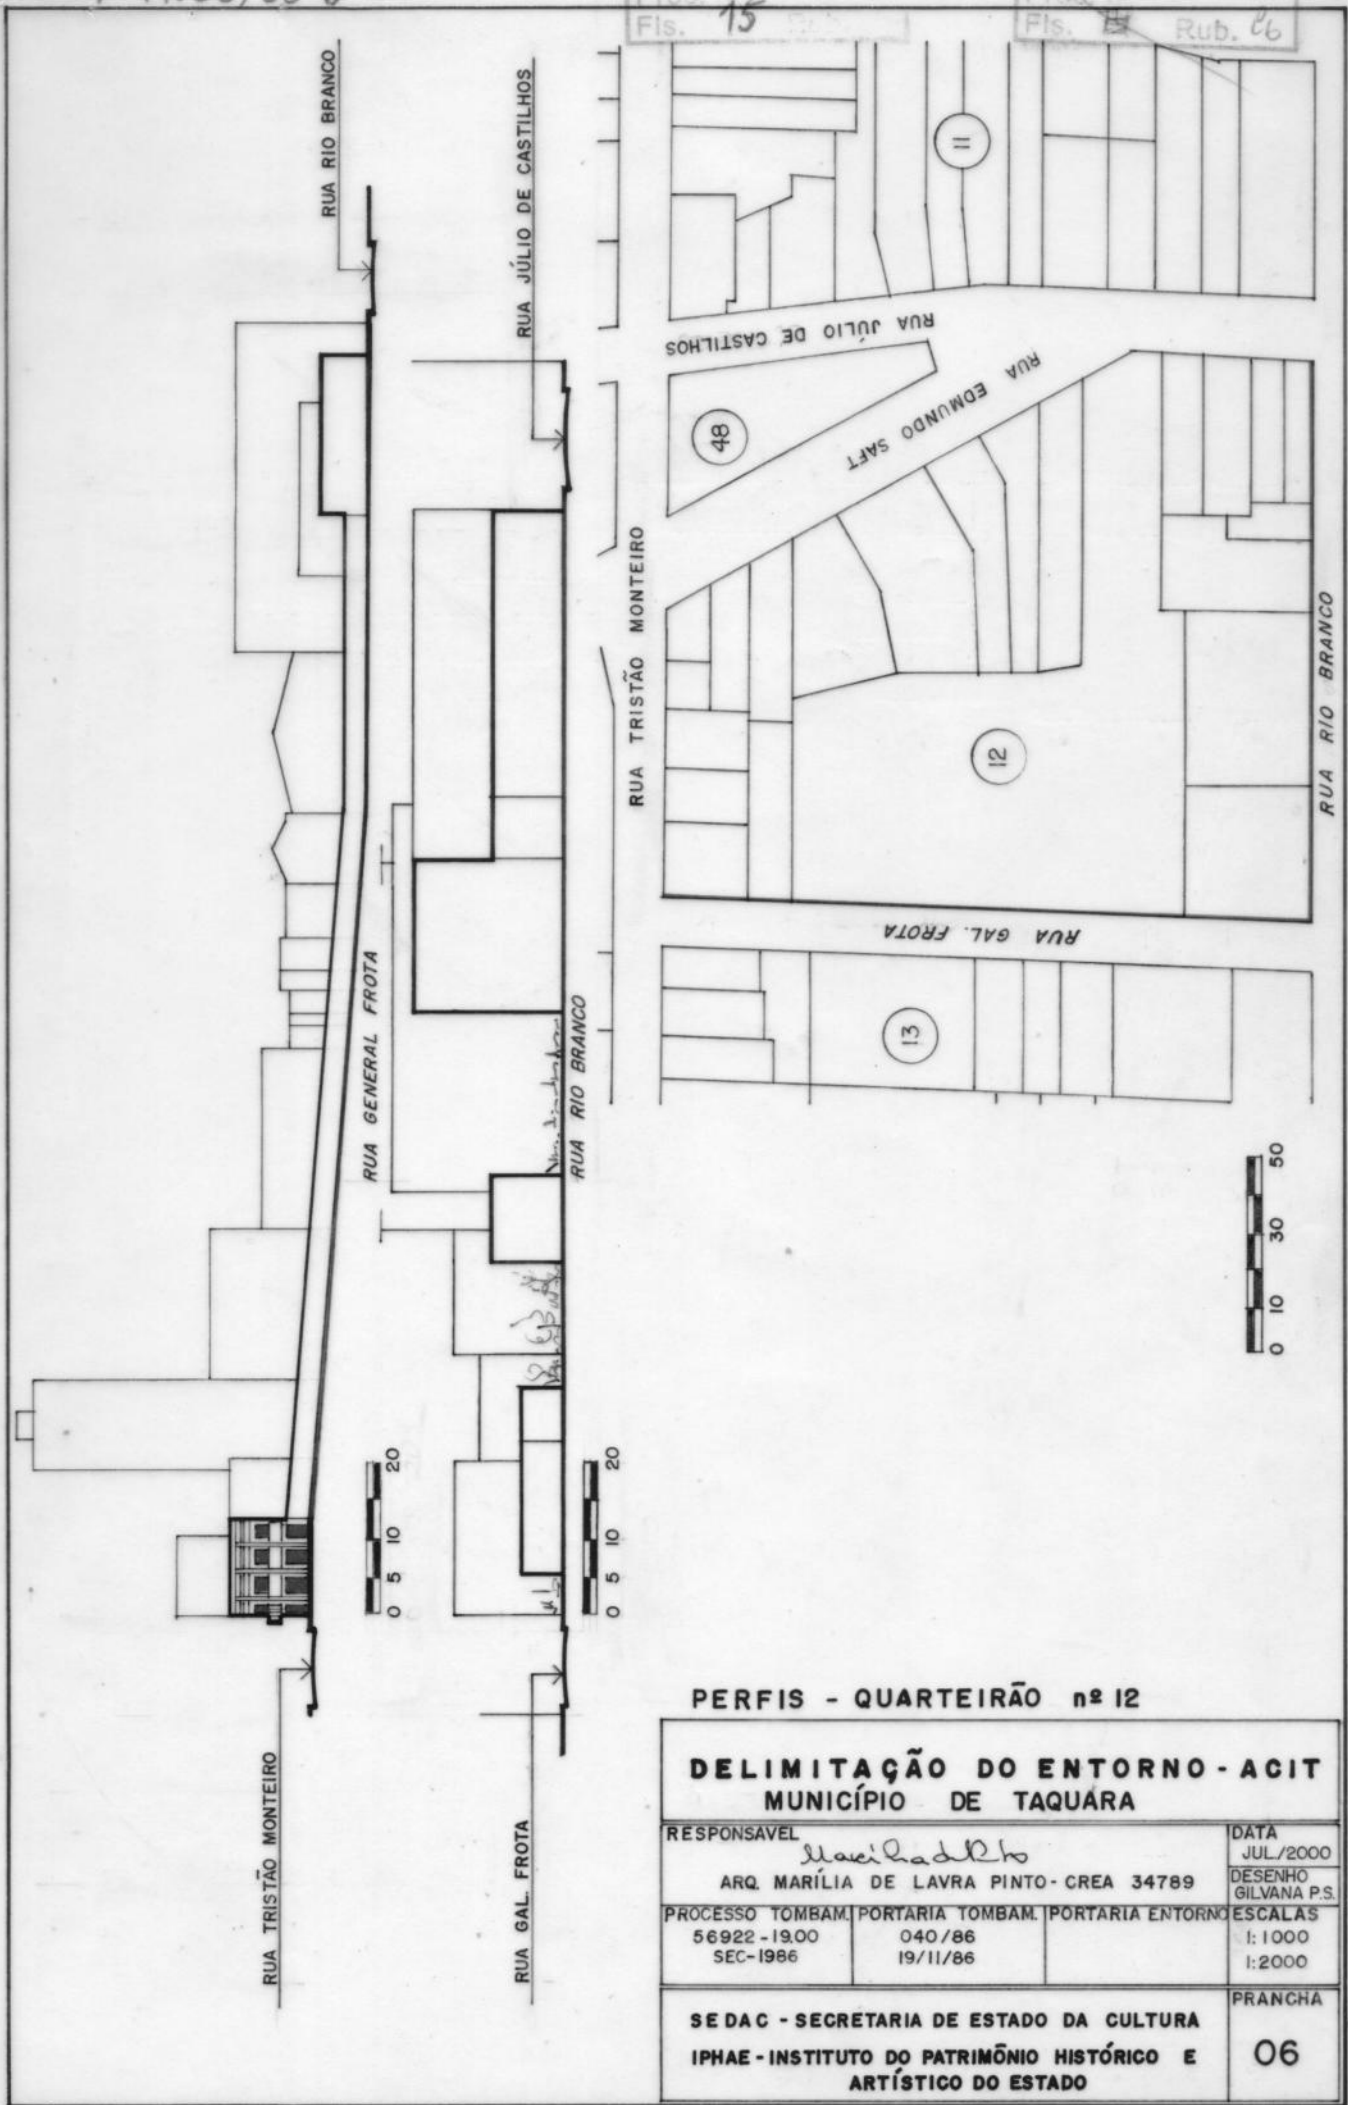 Fls. 15
Fls. Rub.
RUA RIO BRANCO
RUA JÚLIO DE CASTILHOS
11
RUA JÚLIO DE CASTILHOS
48
RUA EDMUNDO SAFT
RUA TRISTÃO MONTEIRO
12
RUA RIO BRANCO
RUA GAL. FROTA
RUA GENERAL FROTA
RUA RIO BRANCO
13
0 10 30 50
0 5 10 20
0 5 10 20
RUA TRISTÃO MONTEIRO
RUA GAL. FROTA
PERFIS - QUARTEIRÃO nº 12
DELIMITAÇÃO DO ENTORNO - ACIT
MUNICÍPIO DE TAQUARA
RESPONSAVEL
ARQ. MARÍLIA DE LAVRA PINTO - CREA 34789
DATA
JUL./2000
DESENHO
GILVANA P.S.
PROCESSO TOMBAM.
56922 - 19.00
SEC-1986
PORTARIA TOMBAM.
040/86
19/11/86
PORTARIA ENTORNO
ESCALAS
1: 1000
1:2000
SEDAC - SECRETARIA DE ESTADO DA CULTURA
IPHAE - INSTITUTO DO PATRIMÔNIO HISTÓRICO E
ARTÍSTICO DO ESTADO
PRANCHA
06